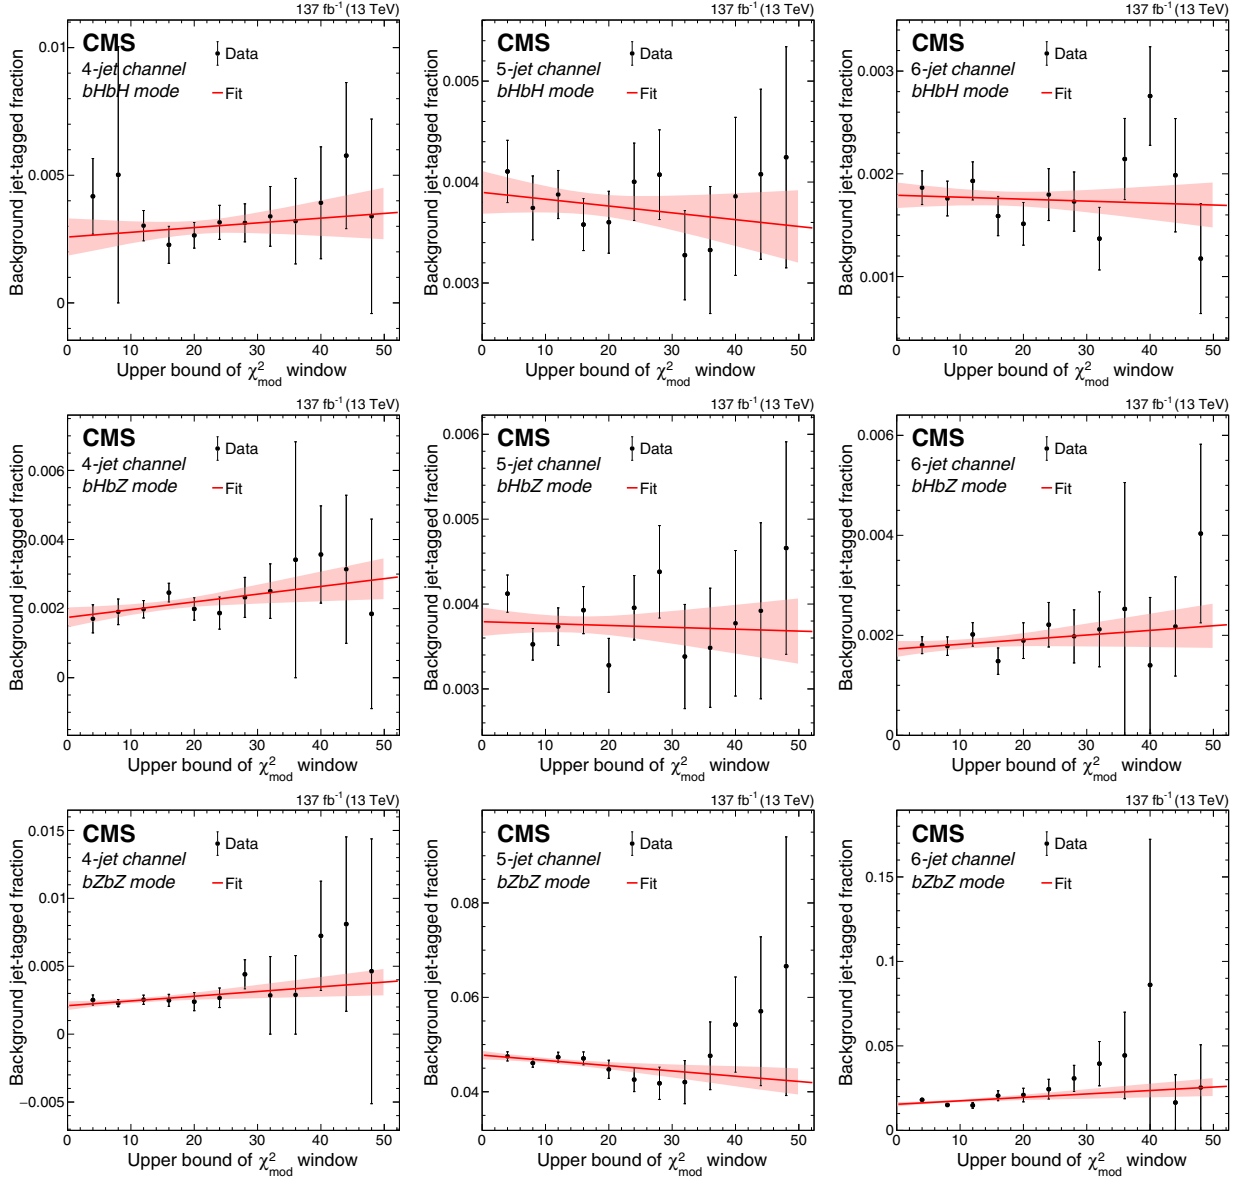 137 fb⁻¹ (13 TeV)
CMS
4-jet channel
bHbH mode
Data
Fit
Background jet-tagged fraction
0.01
0.005
0
0 10 20 30 40 50
Upper bound of χ²mod window
137 fb⁻¹ (13 TeV)
CMS
5-jet channel
bHbH mode
Data
Fit
Background jet-tagged fraction
0.005
0.004
0.003
0 10 20 30 40 50
Upper bound of χ²mod window
137 fb⁻¹ (13 TeV)
CMS
6-jet channel
bHbH mode
Data
Fit
Background jet-tagged fraction
0.003
0.002
0.001
0 10 20 30 40 50
Upper bound of χ²mod window
137 fb⁻¹ (13 TeV)
CMS
4-jet channel
bHbZ mode
Data
Fit
Background jet-tagged fraction
0.006
0.004
0.002
0
0 10 20 30 40 50
Upper bound of χ²mod window
137 fb⁻¹ (13 TeV)
CMS
5-jet channel
bHbZ mode
Data
Fit
Background jet-tagged fraction
0.006
0.005
0.004
0.003
0 10 20 30 40 50
Upper bound of χ²mod window
137 fb⁻¹ (13 TeV)
CMS
6-jet channel
bHbZ mode
Data
Fit
Background jet-tagged fraction
0.006
0.004
0.002
0
0 10 20 30 40 50
Upper bound of χ²mod window
137 fb⁻¹ (13 TeV)
CMS
4-jet channel
bZbZ mode
Data
Fit
Background jet-tagged fraction
0.015
0.01
0.005
0
−0.005
0 10 20 30 40 50
Upper bound of χ²mod window
137 fb⁻¹ (13 TeV)
CMS
5-jet channel
bZbZ mode
Data
Fit
Background jet-tagged fraction
0.08
0.06
0.04
0 10 20 30 40 50
Upper bound of χ²mod window
137 fb⁻¹ (13 TeV)
CMS
6-jet channel
bZbZ mode
Data
Fit
Background jet-tagged fraction
0.15
0.1
0.05
0
0 10 20 30 40 50
Upper bound of χ²mod window